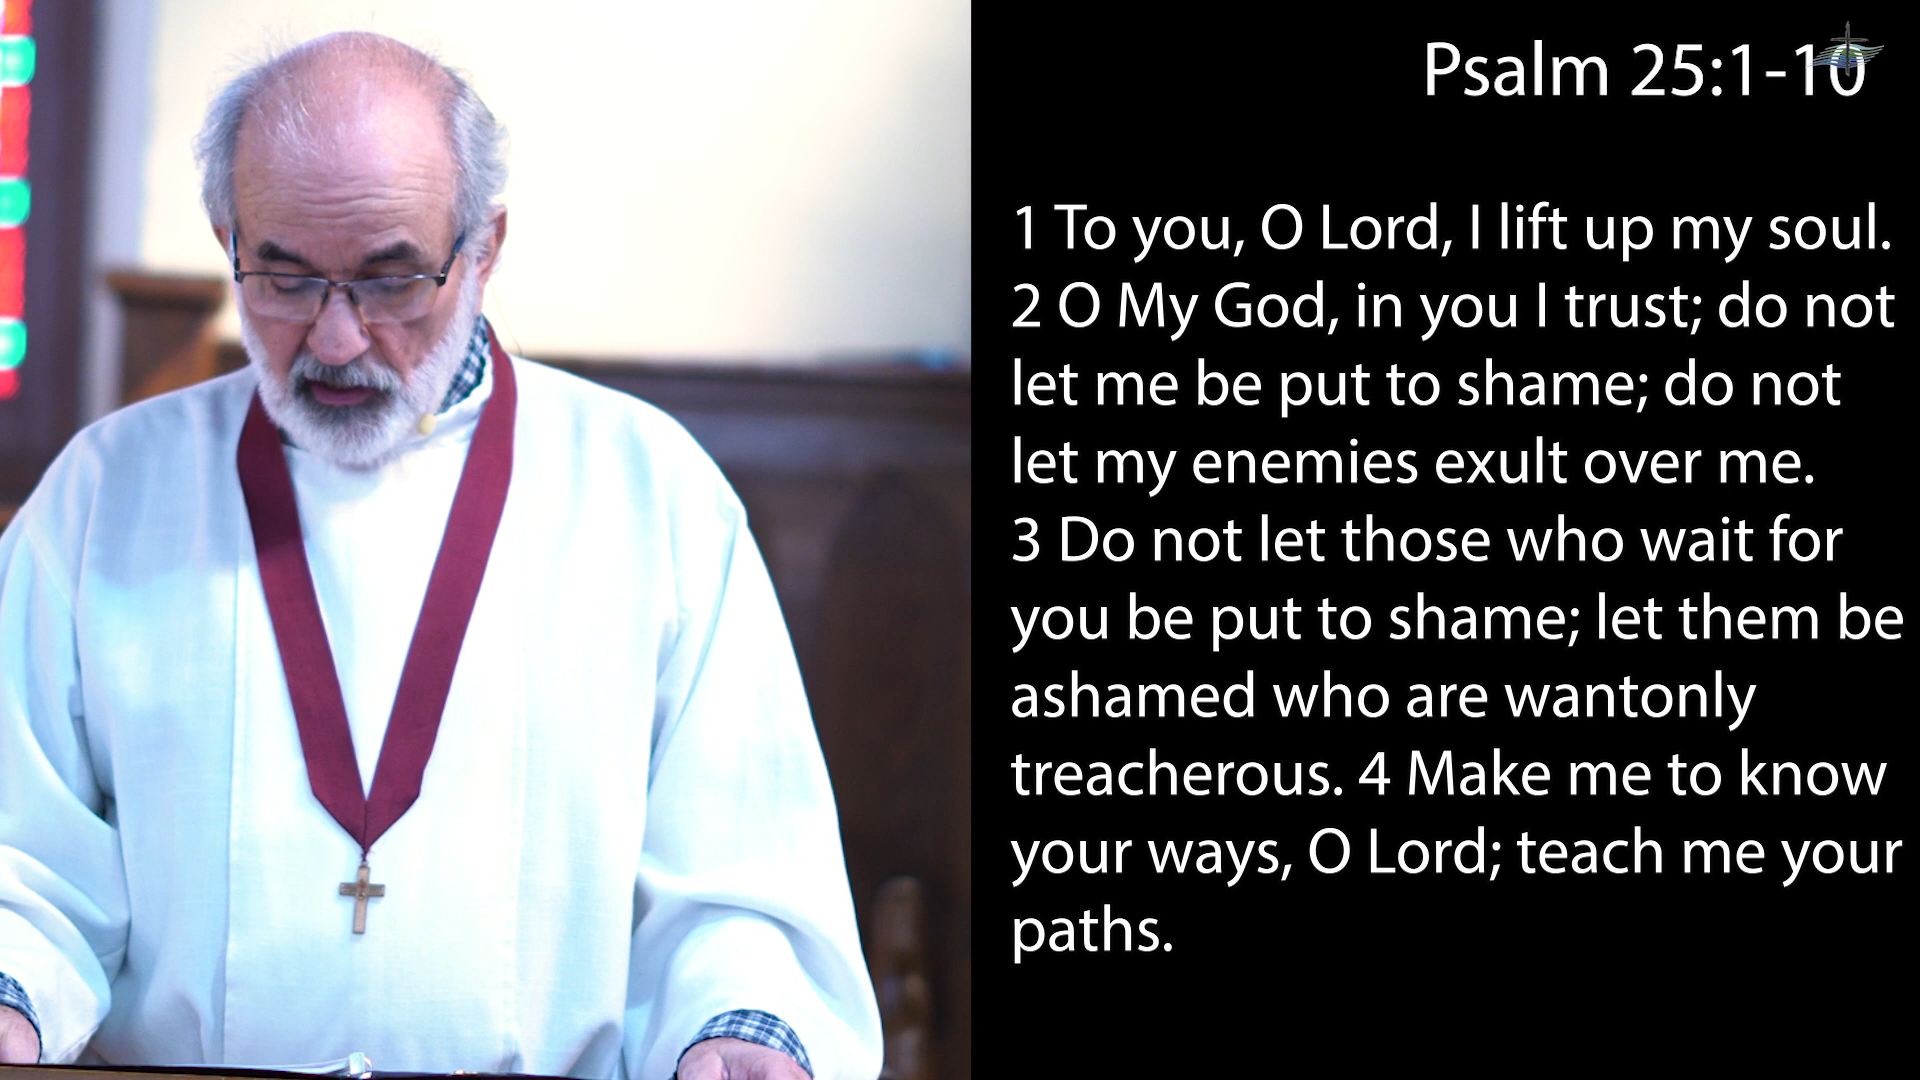 Psalm 25:1-10
1 To you, O Lord, I lift up my soul.
2 O My God, in you I trust; do not
let me be put to shame; do not
let my enemies exult over me.
3 Do not let those who wait for
you be put to shame; let them be
ashamed who are wantonly
treacherous. 4 Make me to know
your ways, O Lord; teach me your
paths.